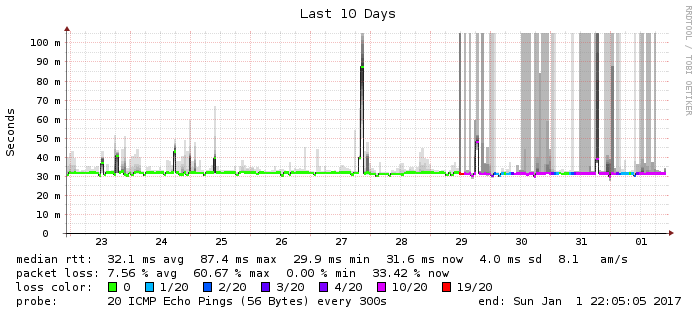 Last 10 Days
RRDTOOL / TOBI OETIKER
Seconds
100 m
90 m
80 m
70 m
60 m
50 m
40 m
30 m
20 m
10 m
0
23 24 25 26 27 28 29 30 31 01
median rtt: 32.1 ms avg 87.4 ms max 29.9 ms min 31.6 ms now 4.0 ms sd 8.1 am/s
packet loss: 7.56 % avg 60.67 % max 0.00 % min 33.42 % now
loss color: 0 1/20 2/20 3/20 4/20 10/20 19/20
probe: 20 ICMP Echo Pings (56 Bytes) every 300s end: Sun Jan 1 22:05:05 2017